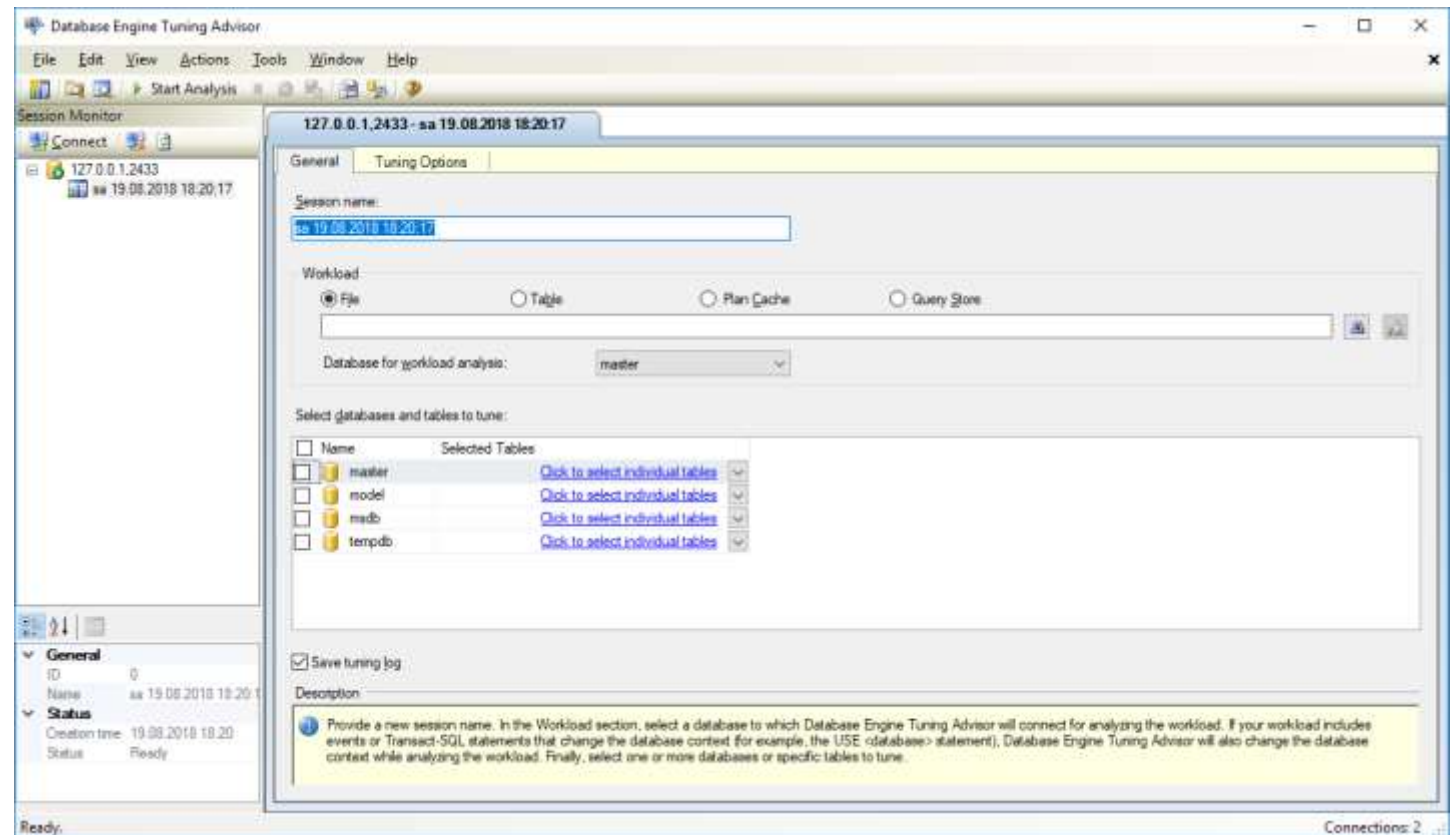 Database Engine Tuning Advisor
File Edit View Actions Tools Window Help
Start Analysis
Session Monitor
Connect
127.0.0.1,2433
sa 19.08.2018 18:20:17
127.0.0.1,2433 - sa 19.08.2018 18:20:17
General Tuning Options
Session name:
sa 19.08.2018 18:20:17
Workload
File Table Plan Cache Query Store
Database for workload analysis: master
Select databases and tables to tune:
Name Selected Tables
master Click to select individual tables
model Click to select individual tables
msdb Click to select individual tables
tempdb Click to select individual tables
Save tuning log
General
ID 0
Name sa 19.08.2018 18:20:1
Status
Creation time 19.08.2018 18:20
Status Ready
Description
Provide a new session name. In the Workload section, select a database to which Database Engine Tuning Advisor will connect for analyzing the workload. If your workload includes
events or Transact-SQL statements that change the database context (for example, the USE <database> statement), Database Engine Tuning Advisor will also change the database
context while analyzing the workload. Finally, select one or more databases or specific tables to tune.
Ready. Connections: 2